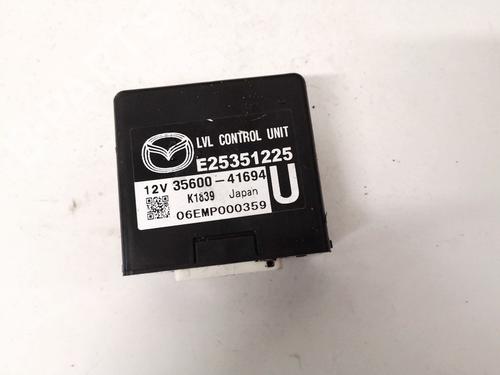 LVL CONTROL UNIT
E25351225
12V 35600-41694
K1839 Japan U
06EMP000359